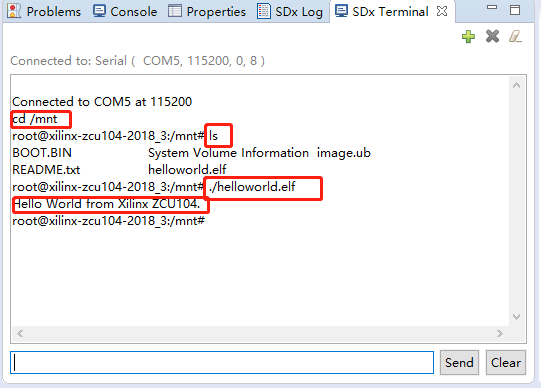 Problems Console Properties SDx Log SDx Terminal
Connected to: Serial ( COM5, 115200, 0, 8 )
Connected to COM5 at 115200
cd /mnt
root@xilinx-zcu104-2018_3:/mnt# ls
BOOT.BIN System Volume Information image.ub
README.txt helloworld.elf
root@xilinx-zcu104-2018_3:/mnt# ./helloworld.elf
Hello World from Xilinx ZCU104.
root@xilinx-zcu104-2018_3:/mnt#
Send Clear